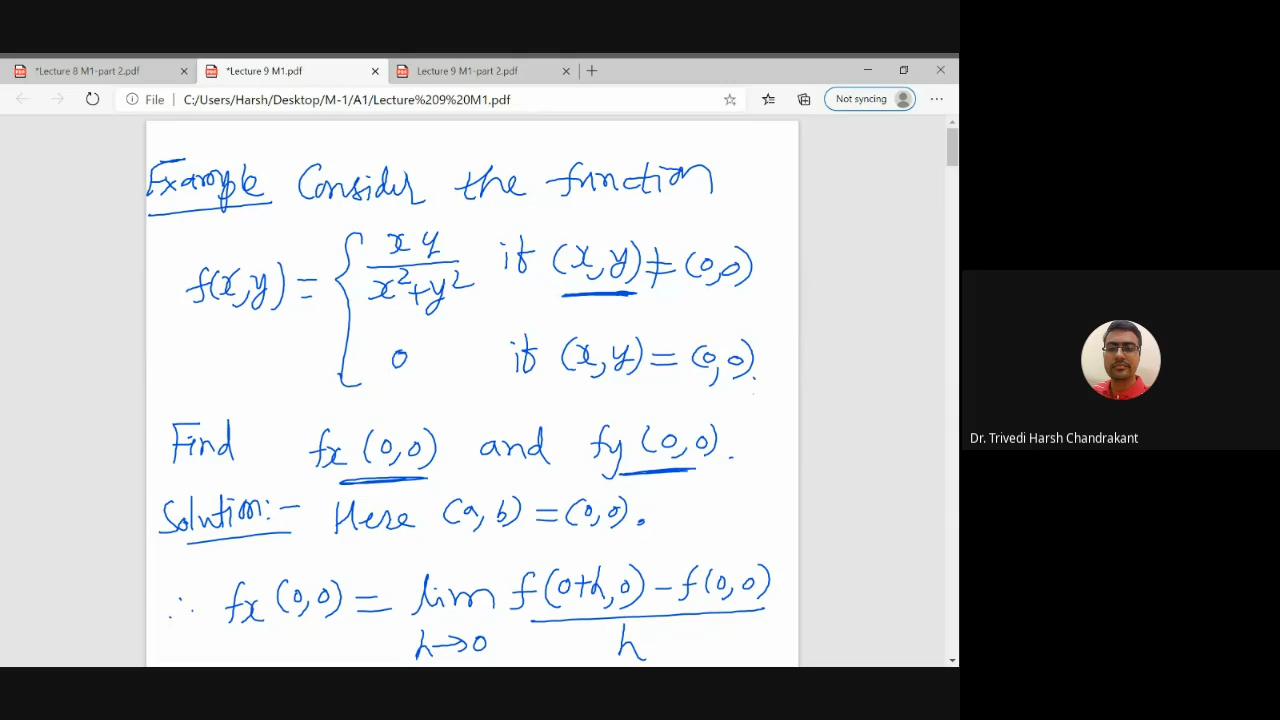 *Lecture 8 M1-part 2.pdf
*Lecture 9 M1.pdf
Lecture 9 M1-part 2.pdf
File
C:/Users/Harsh/Desktop/M-1/A1/Lecture%209%20M1.pdf
Not syncing
Example Consider the function
f(x,y) = { xy / x²+y² if (x,y) ≠ (0,0)
0 if (x,y) = (0,0).
Find fx (0,0) and fy (0,0).
Solution:- Here (a,b) = (0,0).
∴ fx (0,0) = lim h→0 f(0+h,0) - f(0,0) / h
Dr. Trivedi Harsh Chandrakant